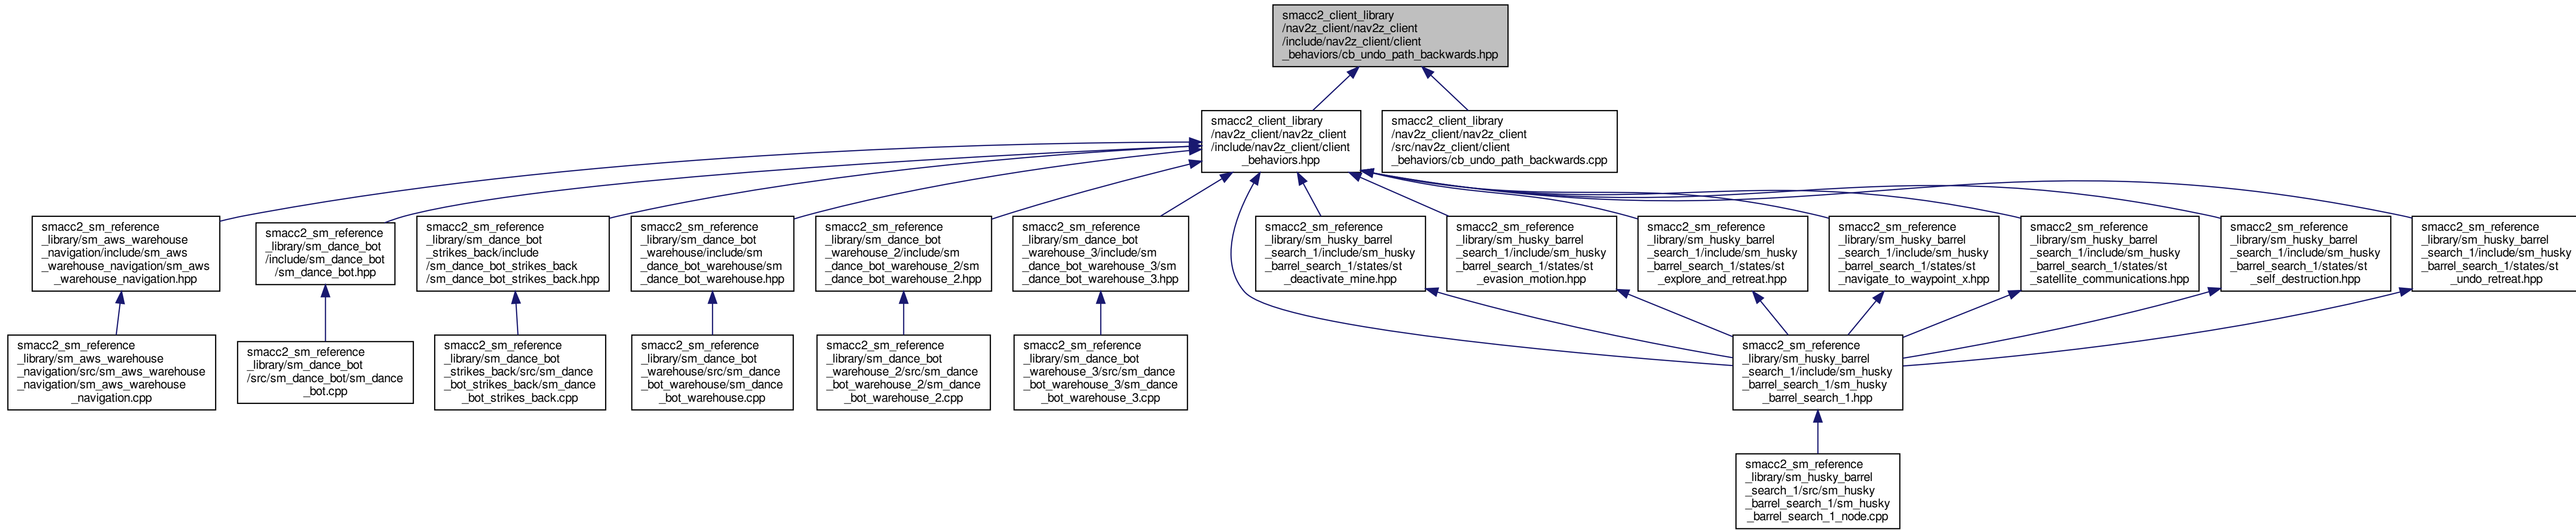 smacc2_client_library
/nav2z_client/nav2z_client
/include/nav2z_client/client
_behaviors/cb_undo_path_backwards.hpp
smacc2_client_library
/nav2z_client/nav2z_client
/include/nav2z_client/client
_behaviors.hpp
smacc2_client_library
/nav2z_client/nav2z_client
/src/nav2z_client/client
_behaviors/cb_undo_path_backwards.cpp
smacc2_sm_reference
_library/sm_aws_warehouse
_navigation/include/sm_aws
_warehouse_navigation/sm_aws
_warehouse_navigation.hpp
smacc2_sm_reference
_library/sm_dance_bot
/include/sm_dance_bot
/sm_dance_bot.hpp
smacc2_sm_reference
_library/sm_dance_bot
_strikes_back/include
/sm_dance_bot_strikes_back
/sm_dance_bot_strikes_back.hpp
smacc2_sm_reference
_library/sm_dance_bot
_warehouse/include/sm
_dance_bot_warehouse/sm
_dance_bot_warehouse.hpp
smacc2_sm_reference
_library/sm_dance_bot
_warehouse_2/include/sm
_dance_bot_warehouse_2/sm
_dance_bot_warehouse_2.hpp
smacc2_sm_reference
_library/sm_dance_bot
_warehouse_3/include/sm
_dance_bot_warehouse_3/sm
_dance_bot_warehouse_3.hpp
smacc2_sm_reference
_library/sm_husky_barrel
_search_1/include/sm_husky
_barrel_search_1/states/st
_deactivate_mine.hpp
smacc2_sm_reference
_library/sm_husky_barrel
_search_1/include/sm_husky
_barrel_search_1/states/st
_evasion_motion.hpp
smacc2_sm_reference
_library/sm_husky_barrel
_search_1/include/sm_husky
_barrel_search_1/states/st
_explore_and_retreat.hpp
smacc2_sm_reference
_library/sm_husky_barrel
_search_1/include/sm_husky
_barrel_search_1/states/st
_navigate_to_waypoint_x.hpp
smacc2_sm_reference
_library/sm_husky_barrel
_search_1/include/sm_husky
_barrel_search_1/states/st
_satellite_communications.hpp
smacc2_sm_reference
_library/sm_husky_barrel
_search_1/include/sm_husky
_barrel_search_1/states/st
_self_destruction.hpp
smacc2_sm_reference
_library/sm_husky_barrel
_search_1/include/sm_husky
_barrel_search_1/states/st
_undo_retreat.hpp
smacc2_sm_reference
_library/sm_aws_warehouse
_navigation/src/sm_aws_warehouse
_navigation/sm_aws_warehouse
_navigation.cpp
smacc2_sm_reference
_library/sm_dance_bot
/src/sm_dance_bot/sm_dance
_bot.cpp
smacc2_sm_reference
_library/sm_dance_bot
_strikes_back/src/sm_dance
_bot_strikes_back/sm_dance
_bot_strikes_back.cpp
smacc2_sm_reference
_library/sm_dance_bot
_warehouse/src/sm_dance
_bot_warehouse/sm_dance
_bot_warehouse.cpp
smacc2_sm_reference
_library/sm_dance_bot
_warehouse_2/src/sm_dance
_bot_warehouse_2/sm_dance
_bot_warehouse_2.cpp
smacc2_sm_reference
_library/sm_dance_bot
_warehouse_3/src/sm_dance
_bot_warehouse_3/sm_dance
_bot_warehouse_3.cpp
smacc2_sm_reference
_library/sm_husky_barrel
_search_1/include/sm_husky
_barrel_search_1/sm_husky
_barrel_search_1.hpp
smacc2_sm_reference
_library/sm_husky_barrel
_search_1/src/sm_husky
_barrel_search_1/sm_husky
_barrel_search_1_node.cpp